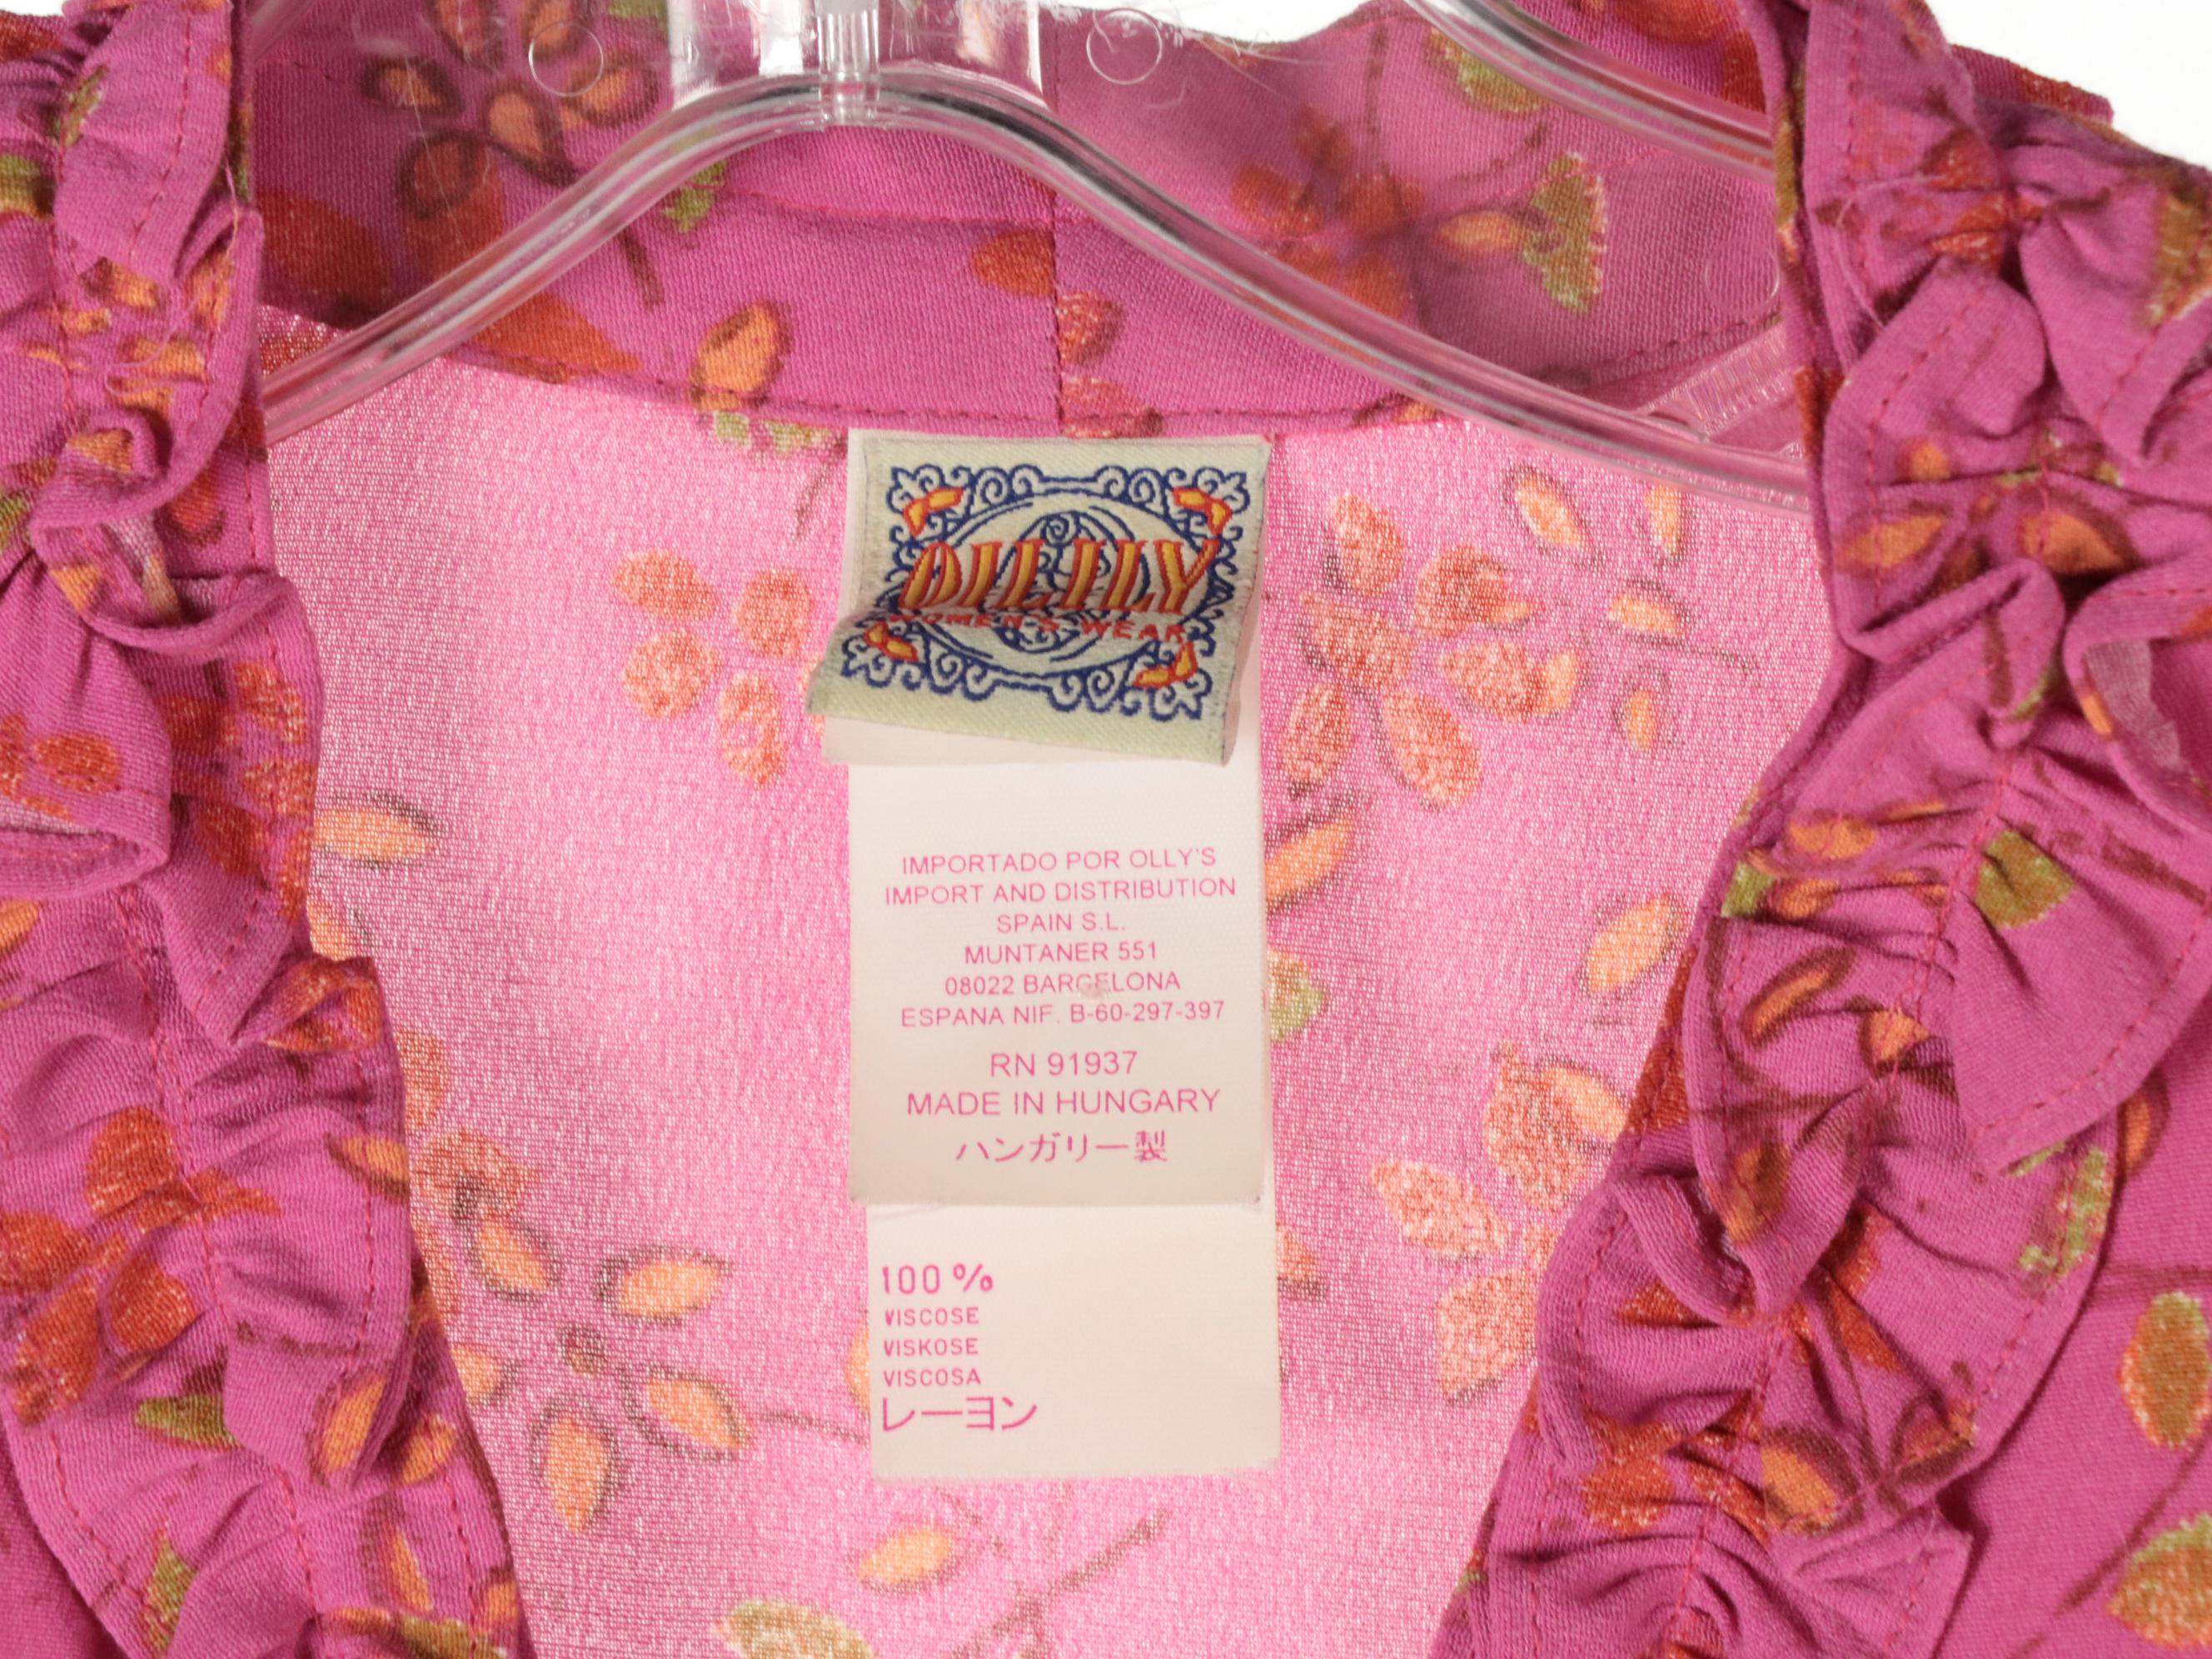 OILILY
WOMEN'S WEAR
IMPORTADO POR OLLY'S
IMPORT AND DISTRIBUTION
SPAIN S.L.
MUNTANER 551
08022 BARCELONA
ESPANA NIF. B-60-297-397
RN 91937
MADE IN HUNGARY
ハンガリー製
100 %
VISCOSE
VISKOSE
VISCOSA
レーヨン